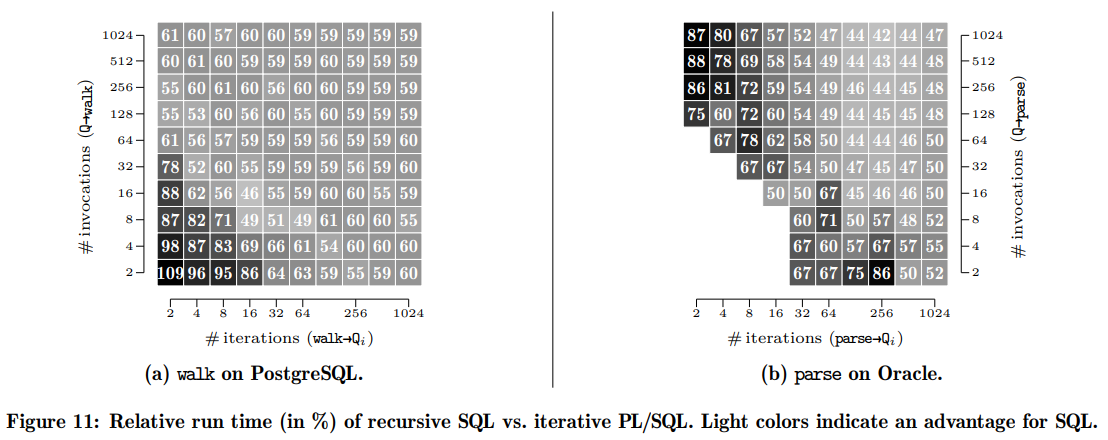 1024 61 60 57 60 60 59 59 59 59 59
512 60 61 60 59 59 59 59 59 59 59
256 55 60 61 60 56 60 59 59 59 59
128 55 53 60 56 60 55 60 59 59 59
64 61 56 57 59 59 59 56 59 59 59
32 78 52 60 55 59 59 59 60 59 60
16 88 62 56 46 55 59 60 60 55 59
8 87 82 71 49 51 49 61 60 60 55
4 98 87 83 69 66 61 54 60 60 60
2 109 96 95 86 64 63 59 55 59 60
# invocations (Q→walk)
2 4 8 16 32 64 256 1024
# iterations (walk→Qi)
(a) walk on PostgreSQL.
87 80 67 57 52 47 44 42 44 47 1024
88 78 69 58 54 49 44 43 44 48 512
86 81 72 59 54 49 46 44 45 48 256
75 60 72 60 54 49 44 45 45 48 128
67 78 62 58 50 44 44 46 50 64
67 67 54 50 47 45 47 50 32
50 50 67 45 46 46 50 16
60 71 50 57 48 52 8
67 60 57 67 57 55 4
67 67 75 86 50 52 2
# invocations (Q→parse)
2 4 8 16 32 64 256 1024
# iterations (parse→Qi)
(b) parse on Oracle.
Figure 11: Relative run time (in %) of recursive SQL vs. iterative PL/SQL. Light colors indicate an advantage for SQL.